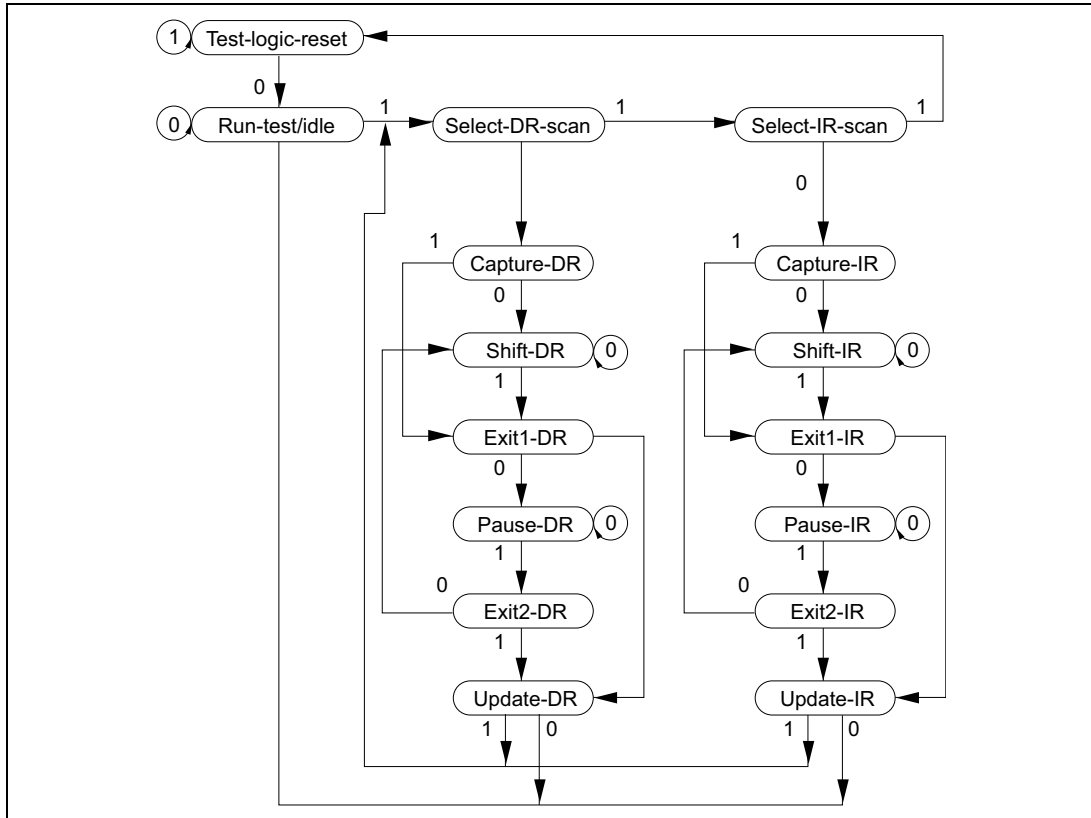 1 Test-logic-reset
0
0 Run-test/idle 1 Select-DR-scan 1 Select-IR-scan 1
0
1 1
Capture-DR Capture-IR
0 0
Shift-DR 0 Shift-IR 0
1 1
Exit1-DR Exit1-IR
0 0
Pause-DR 0 Pause-IR 0
1 1
0 0
Exit2-DR Exit2-IR
1 1
Update-DR Update-IR
1 0 1 0